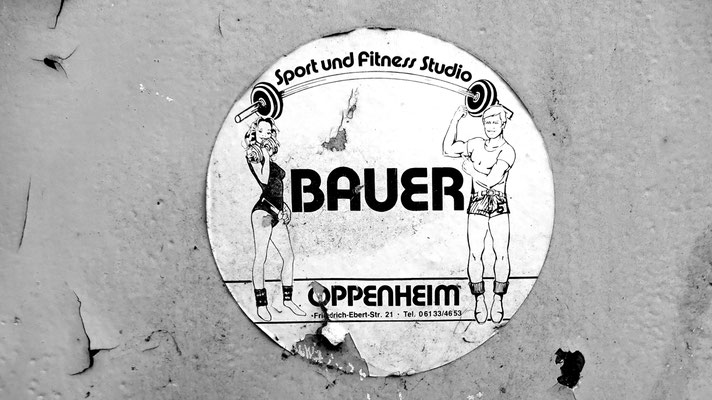 Sport und Fitness Studio
BAUER
OPPENHEIM
·Friedrich-Ebert-Str. 21 · Tel. 06133/4653